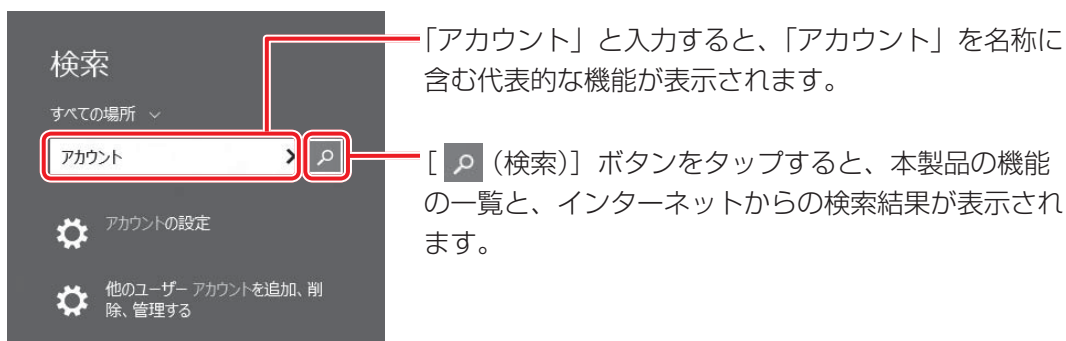 検索
すべての場所
アカウント
アカウントの設定
他のユーザー アカウントを追加、削
除、管理する
「アカウント」と入力すると、「アカウント」を名称に
含む代表的な機能が表示されます。
[ (検索)] ボタンをタップすると、本製品の機能
の一覧と、インターネットからの検索結果が表示され
ます。